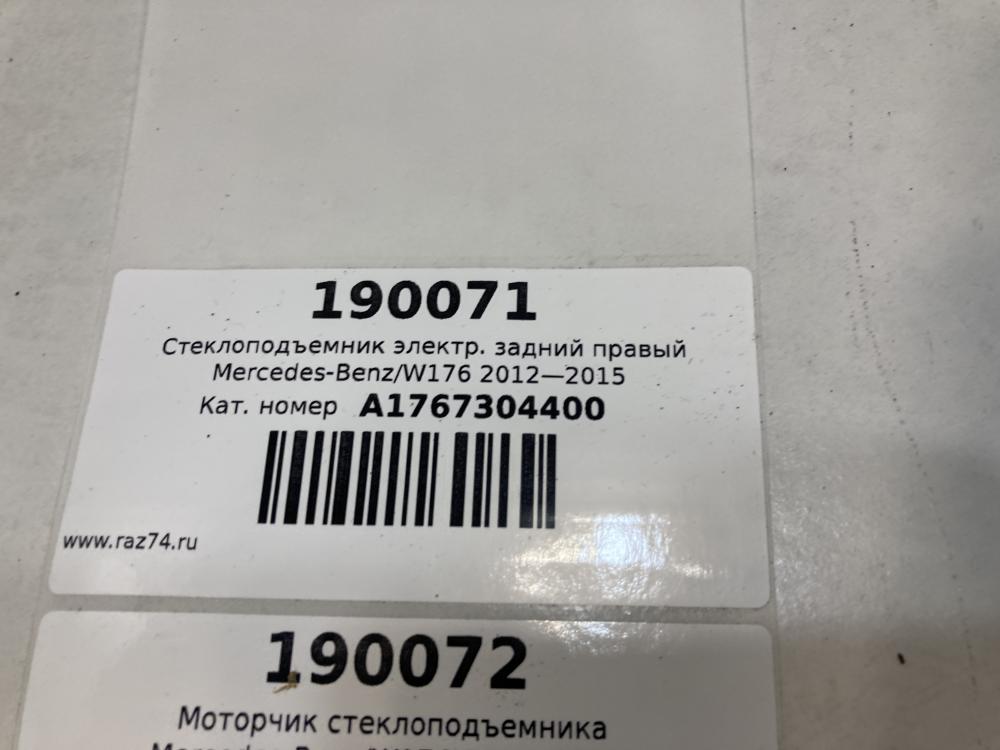 190071
Стеклоподъемник электр. задний правый
Mercedes-Benz/W176 2012—2015
Кат. номер A1767304400
www.raz74.ru
190072
Моторчик стеклоподъемника